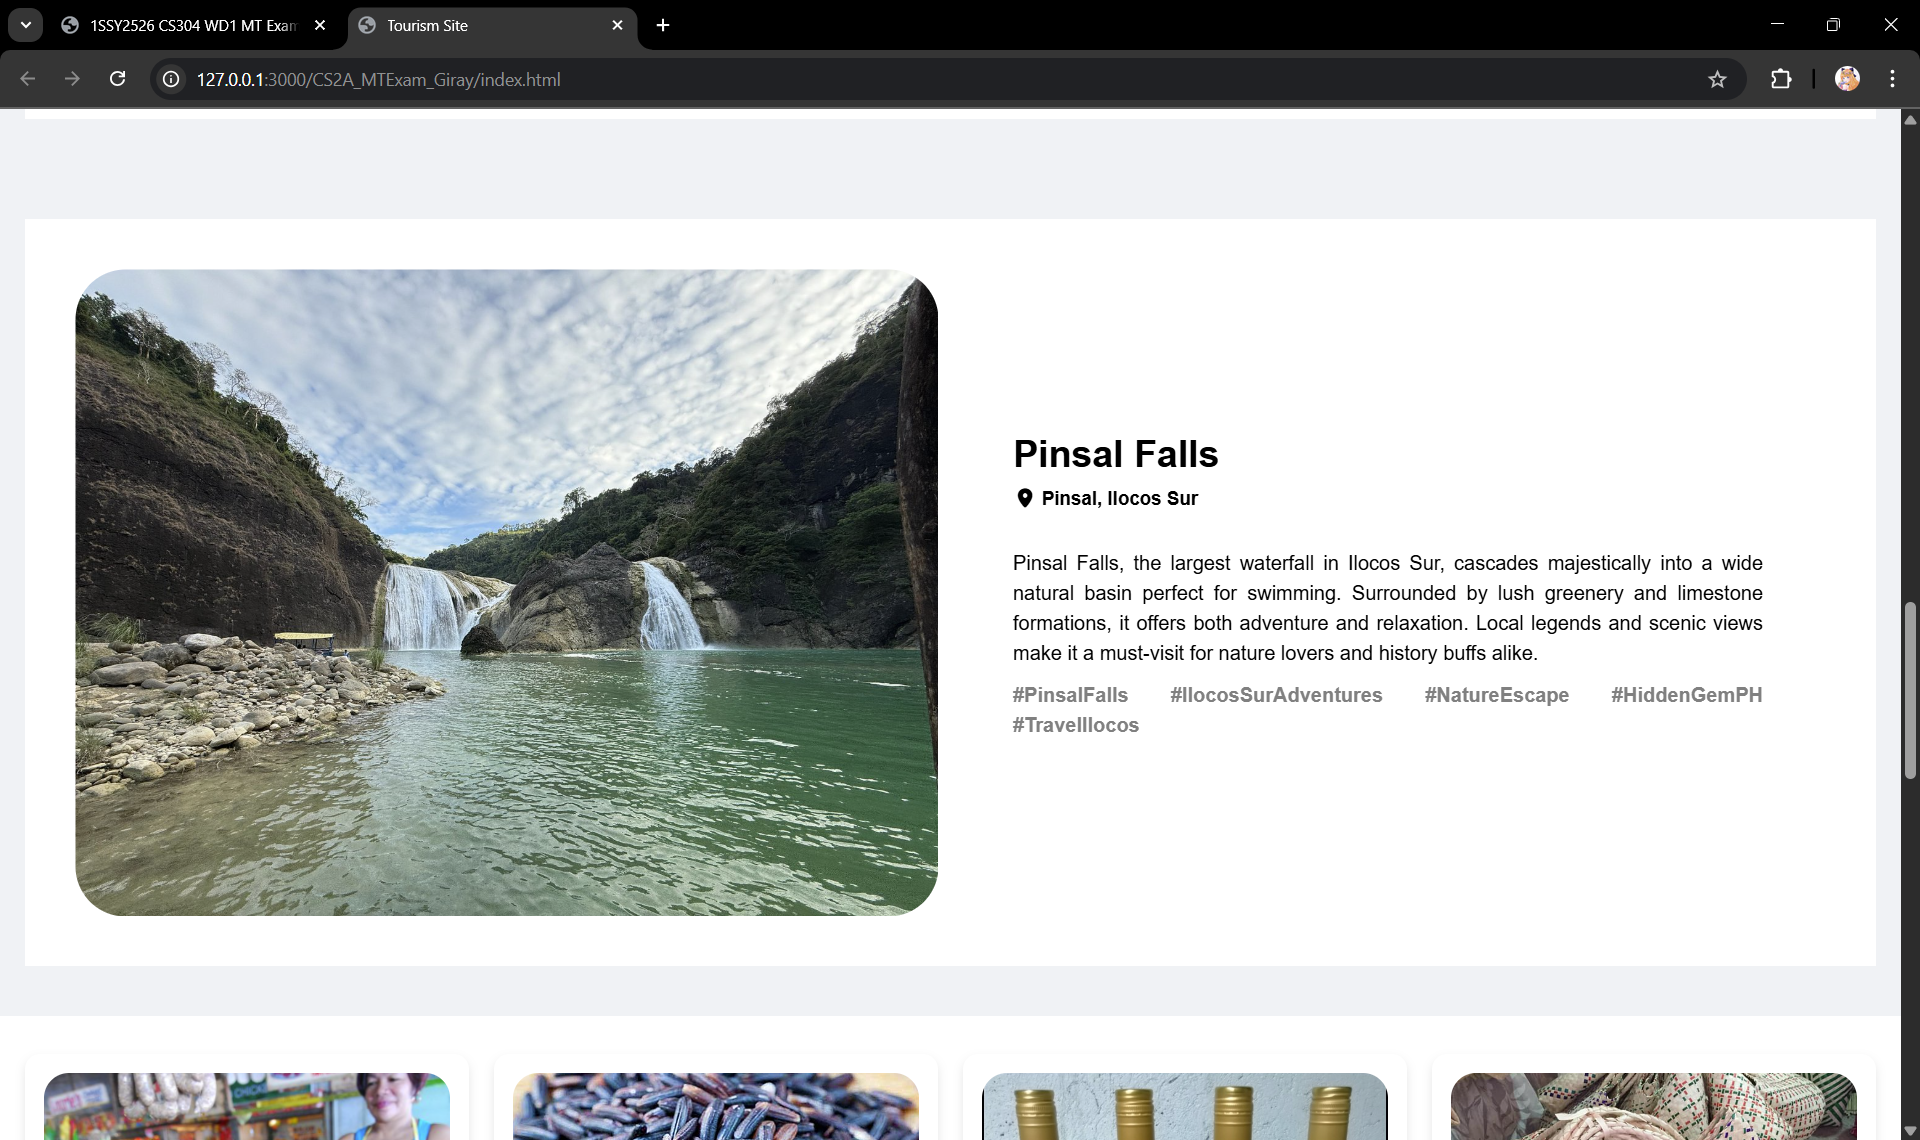 1SSY2526 CS304 WD1 MT Exam
Tourism Site
127.0.0.1:3000/CS2A_MTExam_Giray/index.html
Pinsal Falls
Pinsal, Ilocos Sur
Pinsal Falls, the largest waterfall in Ilocos Sur, cascades majestically into a wide
natural basin perfect for swimming. Surrounded by lush greenery and limestone
formations, it offers both adventure and relaxation. Local legends and scenic views
make it a must-visit for nature lovers and history buffs alike.
#PinsalFalls #IlocosSurAdventures #NatureEscape #HiddenGemPH
#TravelIlocos